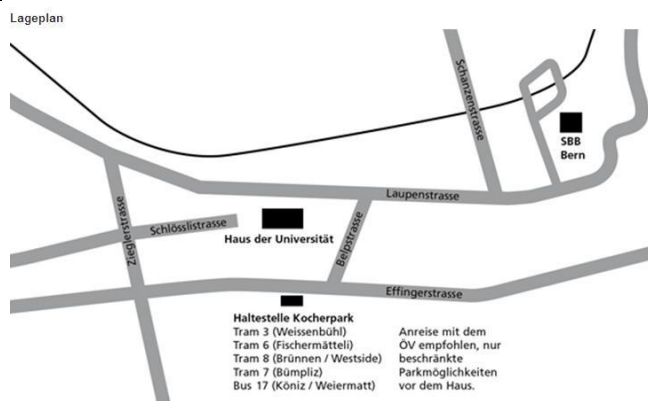 Lageplan
Schanzenstrasse
SBB
Bern
Laupenstrasse
Zieglerstrasse
Schlösslistrasse
Haus der Universität
Belpstrasse
Effingerstrasse
Haltestelle Kocherpark
Tram 3 (Weissenbühl)
Tram 6 (Fischermätteli)
Tram 8 (Brünnen / Westside)
Tram 7 (Bümpliz)
Bus 17 (Köniz / Weiermatt)
Anreise mit dem
ÖV empfohlen, nur
beschränkte
Parkmöglichkeiten
vor dem Haus.